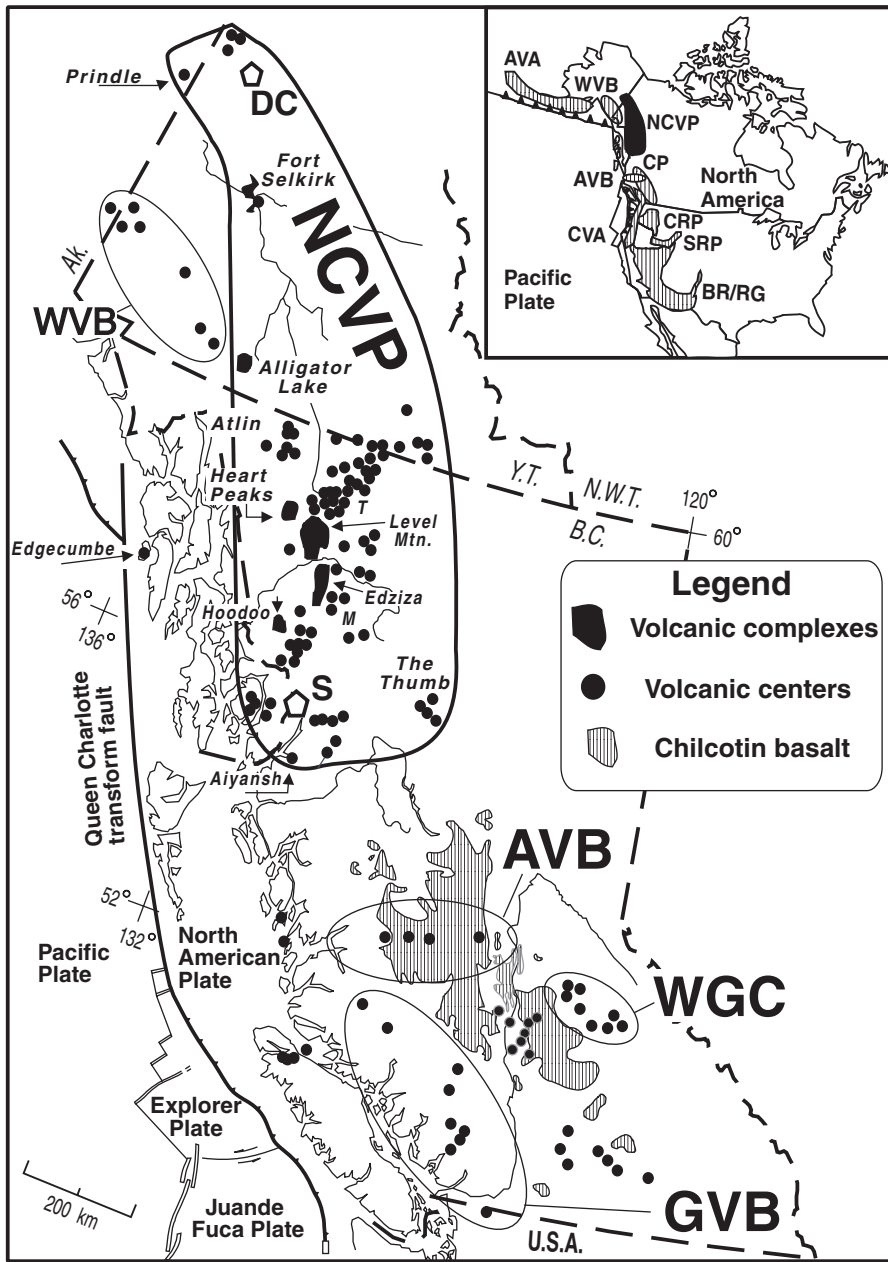 Prindle
DC
Fort
Selkirk
NCVP
Ak.
WVB
Alligator
Lake
Atlin
Heart
Peaks
T
Level
Mtn.
Edgecumbe
Edziza
Hoodoo
M
56°
136°
The
Thumb
S
Aiyansh
Queen Charlotte
transform fault
Y.T.
N.W.T.
B.C.
120°
60°
AVA
WVB
NCVP
CP
AVB
North
America
CRP
CVA
SRP
Pacific
Plate
BR/RG
Legend
Volcanic complexes
Volcanic centers
Chilcotin basalt
AVB
52°
132°
Pacific
Plate
North
American
Plate
WGC
Explorer
Plate
200 km
Juande
Fuca Plate
GVB
U.S.A.